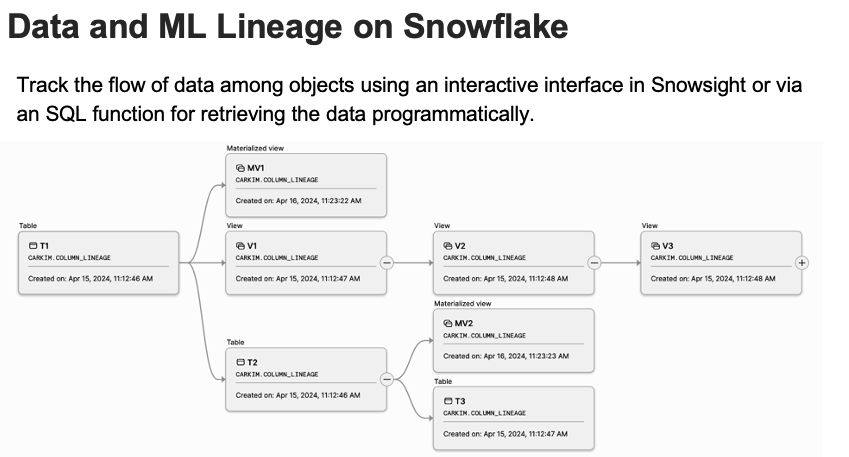 Data and ML Lineage on Snowflake
Track the flow of data among objects using an interactive interface in Snowsight or via
an SQL function for retrieving the data programmatically.
Materialized view
MV1
CARKIM.COLUMN_LINEAGE
Created on: Apr 16, 2024, 11:23:22 AM
Table
T1
CARKIM.COLUMN_LINEAGE
Created on: Apr 15, 2024, 11:12:46 AM
View
V1
CARKIM.COLUMN_LINEAGE
Created on: Apr 15, 2024, 11:12:47 AM
View
V2
CARKIM.COLUMN_LINEAGE
Created on: Apr 15, 2024, 11:12:48 AM
View
V3
CARKIM.COLUMN_LINEAGE
Created on: Apr 15, 2024, 11:12:48 AM
Table
T2
CARKIM.COLUMN_LINEAGE
Created on: Apr 15, 2024, 11:12:46 AM
Materialized view
MV2
CARKIM.COLUMN_LINEAGE
Created on: Apr 16, 2024, 11:23:23 AM
Table
T3
CARKIM.COLUMN_LINEAGE
Created on: Apr 15, 2024, 11:12:47 AM